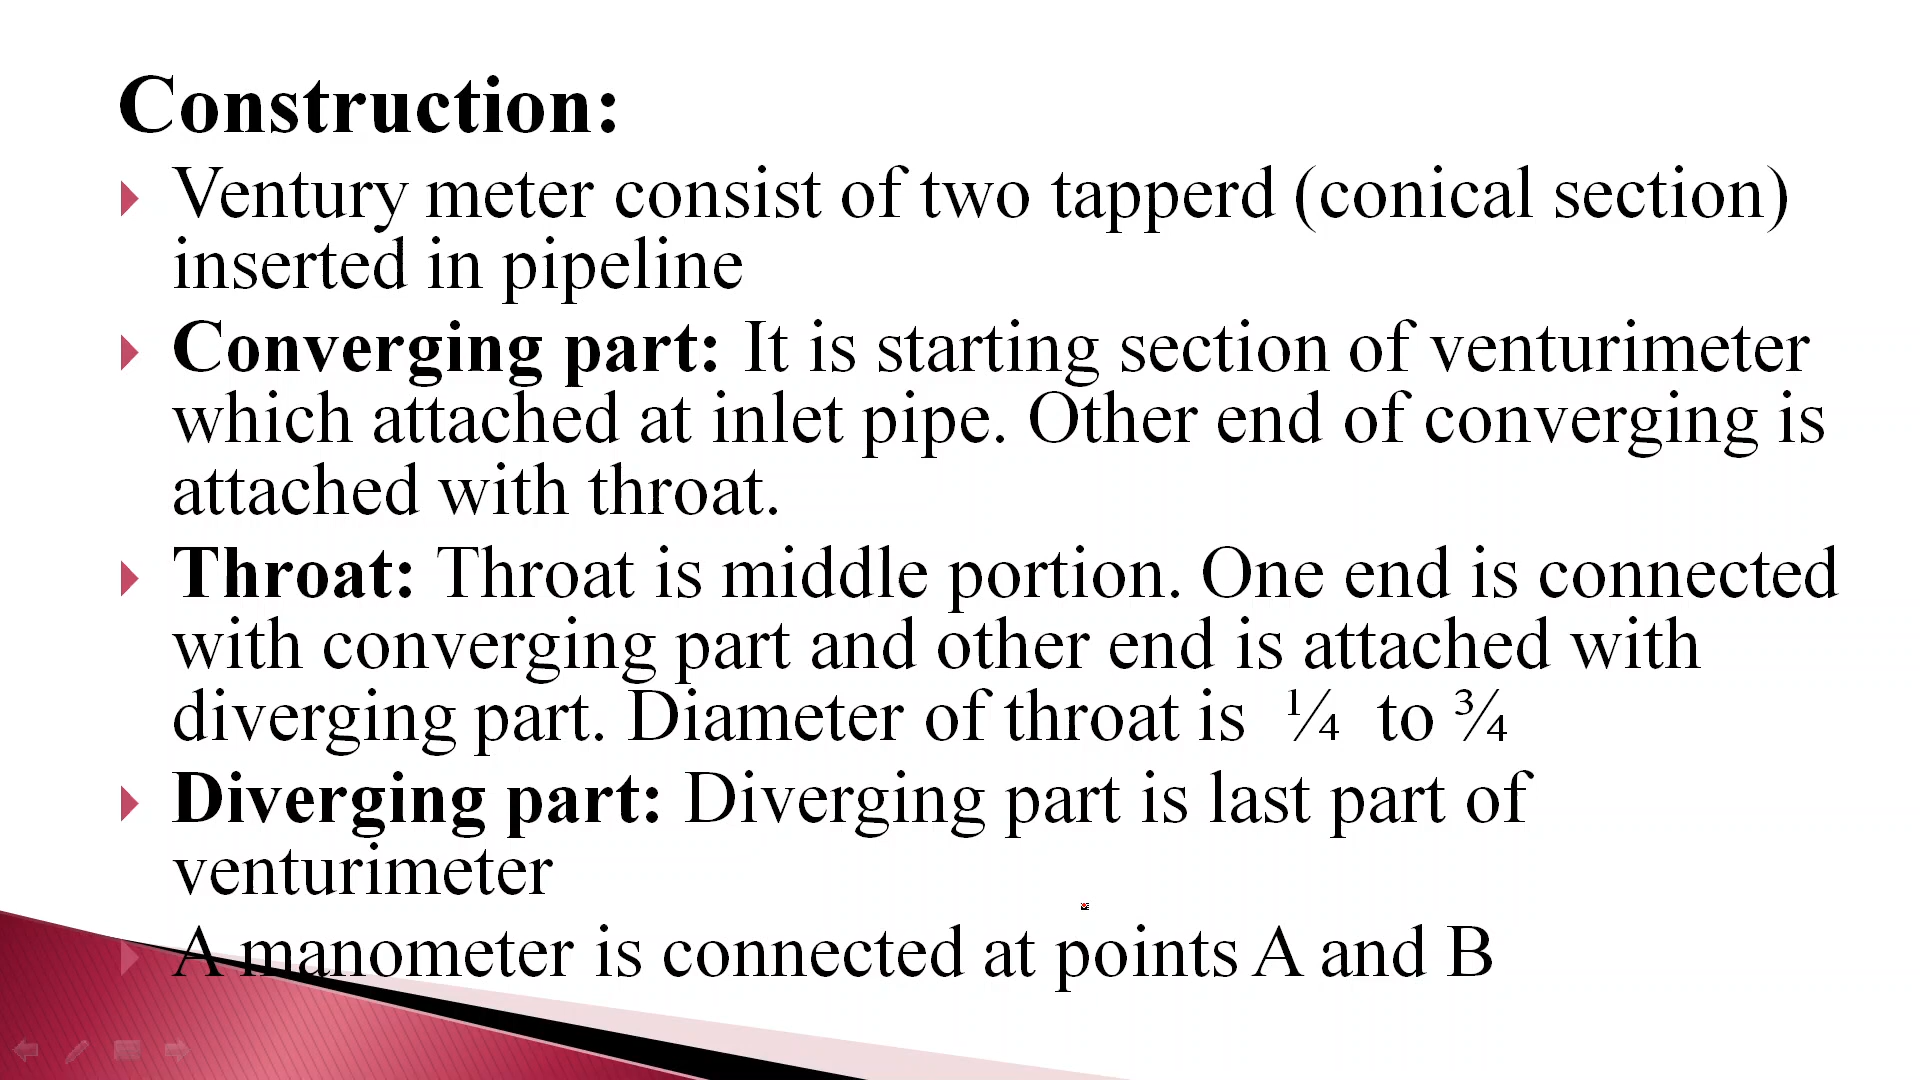 Construction:
Ventury meter consist of two tapperd (conical section)
inserted in pipeline
Converging part: It is starting section of venturimeter
which attached at inlet pipe. Other end of converging is
attached with throat.
Throat: Throat is middle portion. One end is connected
with converging part and other end is attached with
diverging part. Diameter of throat is ¼ to ¾
Diverging part: Diverging part is last part of
venturimeter
A manometer is connected at points A and B